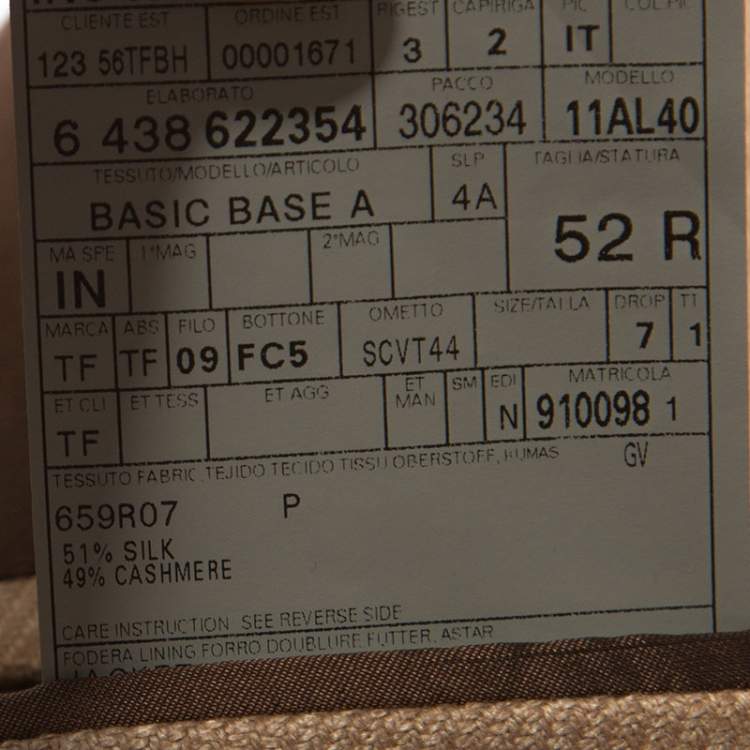 CLIENTE EST ORDINE EST RIGEST CAPIRIGA PIC COL PIC
123 56TFBH 00001671 3 2 IT
ELABORATO PACCO MODELLO
6 438 622354 306234 11AL40
TESSUTO/MODELLO/ARTICOLO SLP TAGLIA/STATURA
BASIC BASE A 4A 52 R
MA SPE 1°MAG 2°MAG
IN
MARCA ABS FILO BOTTONE OMETTO SIZE/TALLA DROP TI
TF TF 09 FC5 SCVT44 7 1
ET CLI ET TESS ET AGG ET MAN SM EDI MATRICOLA
TF N 910098 1
TESSUTO FABRIC TEJIDO TECIDO TISSU OBERSTOFF, KUMAS GV
659R07 P
51% SILK
49% CASHMERE
CARE INSTRUCTION SEE REVERSE SIDE
FODERA LINING FORRO DOUBLURE FUTTER, ASTAR